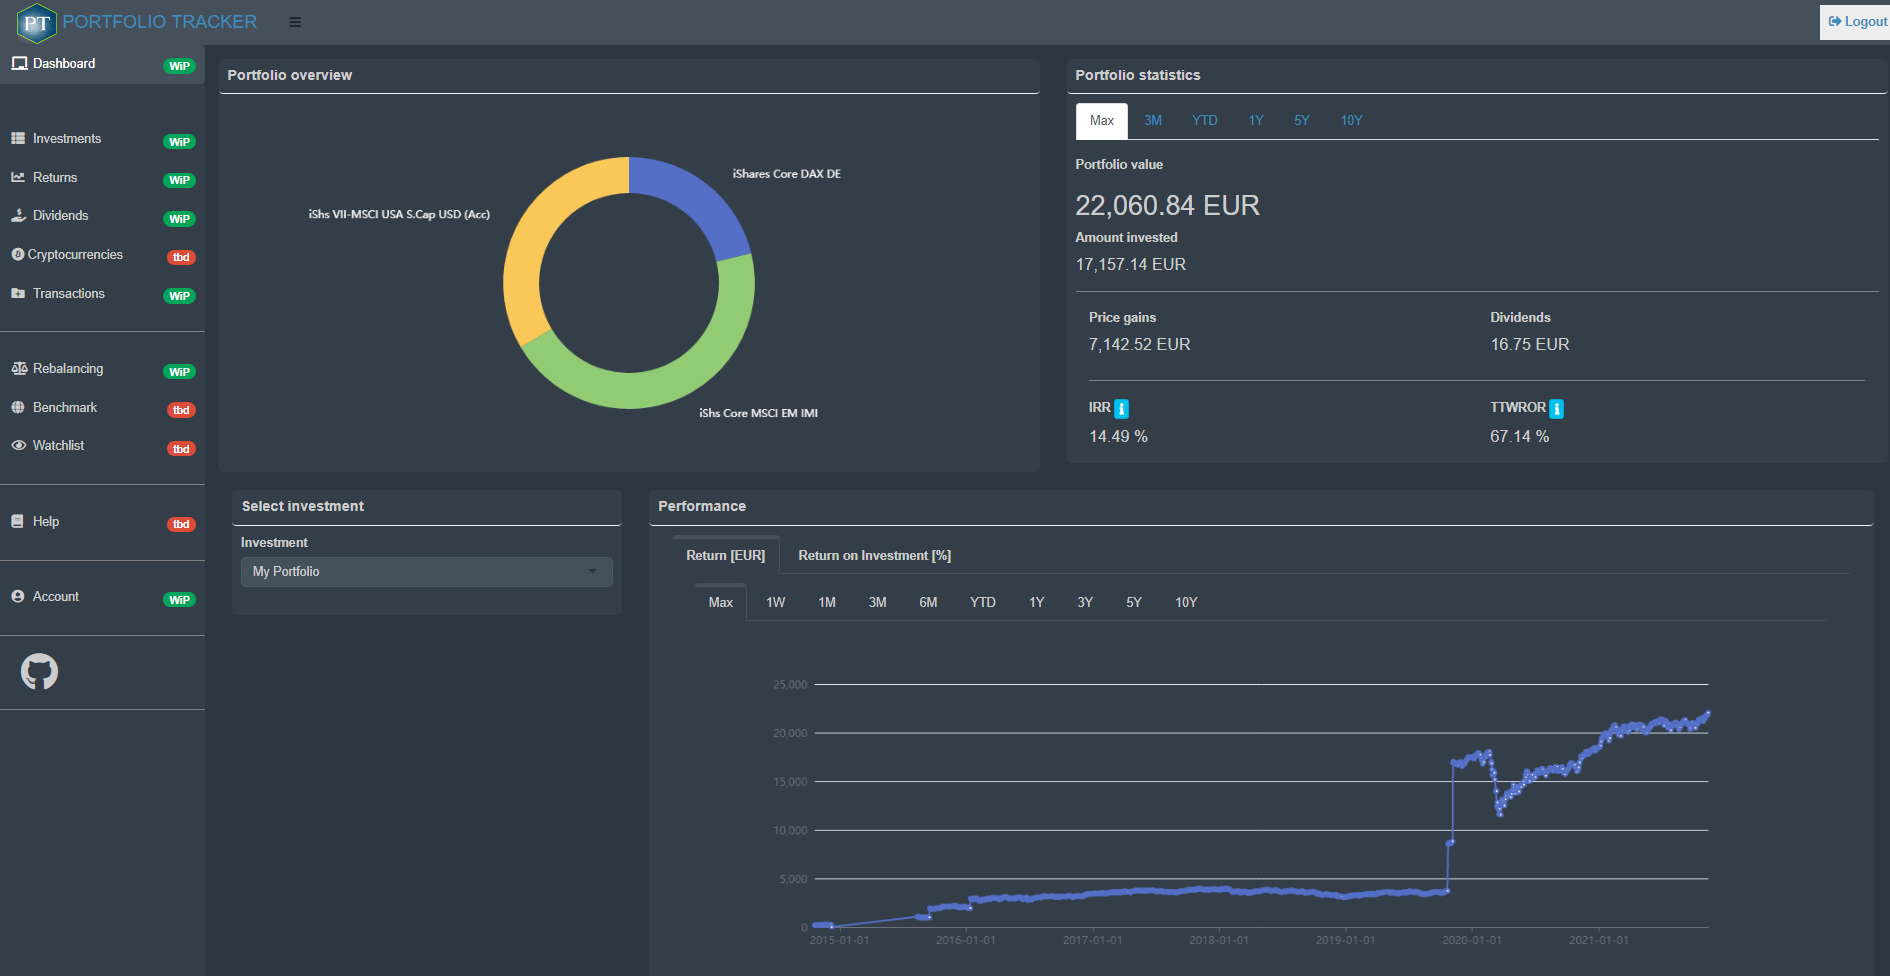 PT PORTFOLIO TRACKER
Logout
Dashboard WiP
Investments WiP
Returns WiP
Dividends WiP
Cryptocurrencies tbd
Transactions WiP
Rebalancing WiP
Benchmark tbd
Watchlist tbd
Help tbd
Account WiP
Portfolio overview
iShares Core DAX DE
iShs VII-MSCI USA S.Cap USD (Acc)
iShs Core MSCI EM IMI
Portfolio statistics
Max 3M YTD 1Y 5Y 10Y
Portfolio value
22,060.84 EUR
Amount invested
17,157.14 EUR
Price gains Dividends
7,142.52 EUR 16.75 EUR
IRR i TTWROR i
14.49 % 67.14 %
Select investment
Investment
My Portfolio
Performance
Return [EUR] Return on Investment [%]
Max 1W 1M 3M 6M YTD 1Y 3Y 5Y 10Y
25,000
20,000
15,000
10,000
5,000
0
2015-01-01 2016-01-01 2017-01-01 2018-01-01 2019-01-01 2020-01-01 2021-01-01